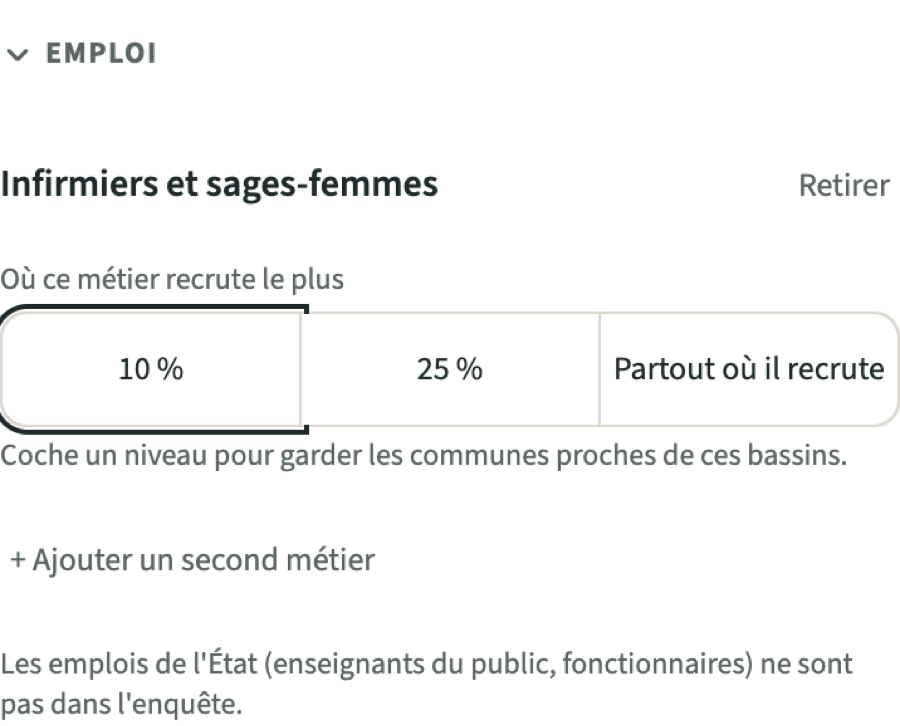 EMPLOI
Infirmiers et sages-femmes
Retirer
Où ce métier recrute le plus
10 %
25 %
Partout où il recrute
Coche un niveau pour garder les communes proches de ces bassins.
+ Ajouter un second métier
Les emplois de l'État (enseignants du public, fonctionnaires) ne sont
pas dans l'enquête.